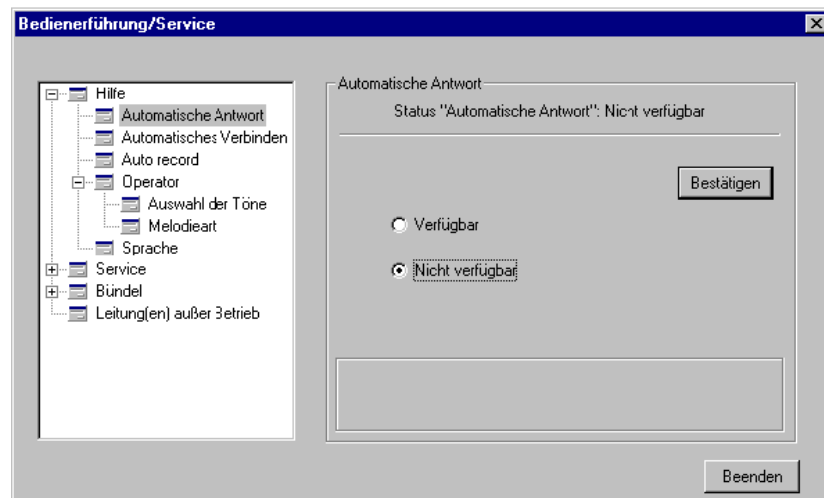 Bedienerführung/Service
Hilfe
Automatische Antwort
Automatisches Verbinden
Auto record
Operator
Auswahl der Töne
Melodieart
Sprache
Service
Bündel
Leitung(en) außer Betrieb
Automatische Antwort
Status "Automatische Antwort": Nicht verfügbar
Bestätigen
Verfügbar
Nicht verfügbar
Beenden